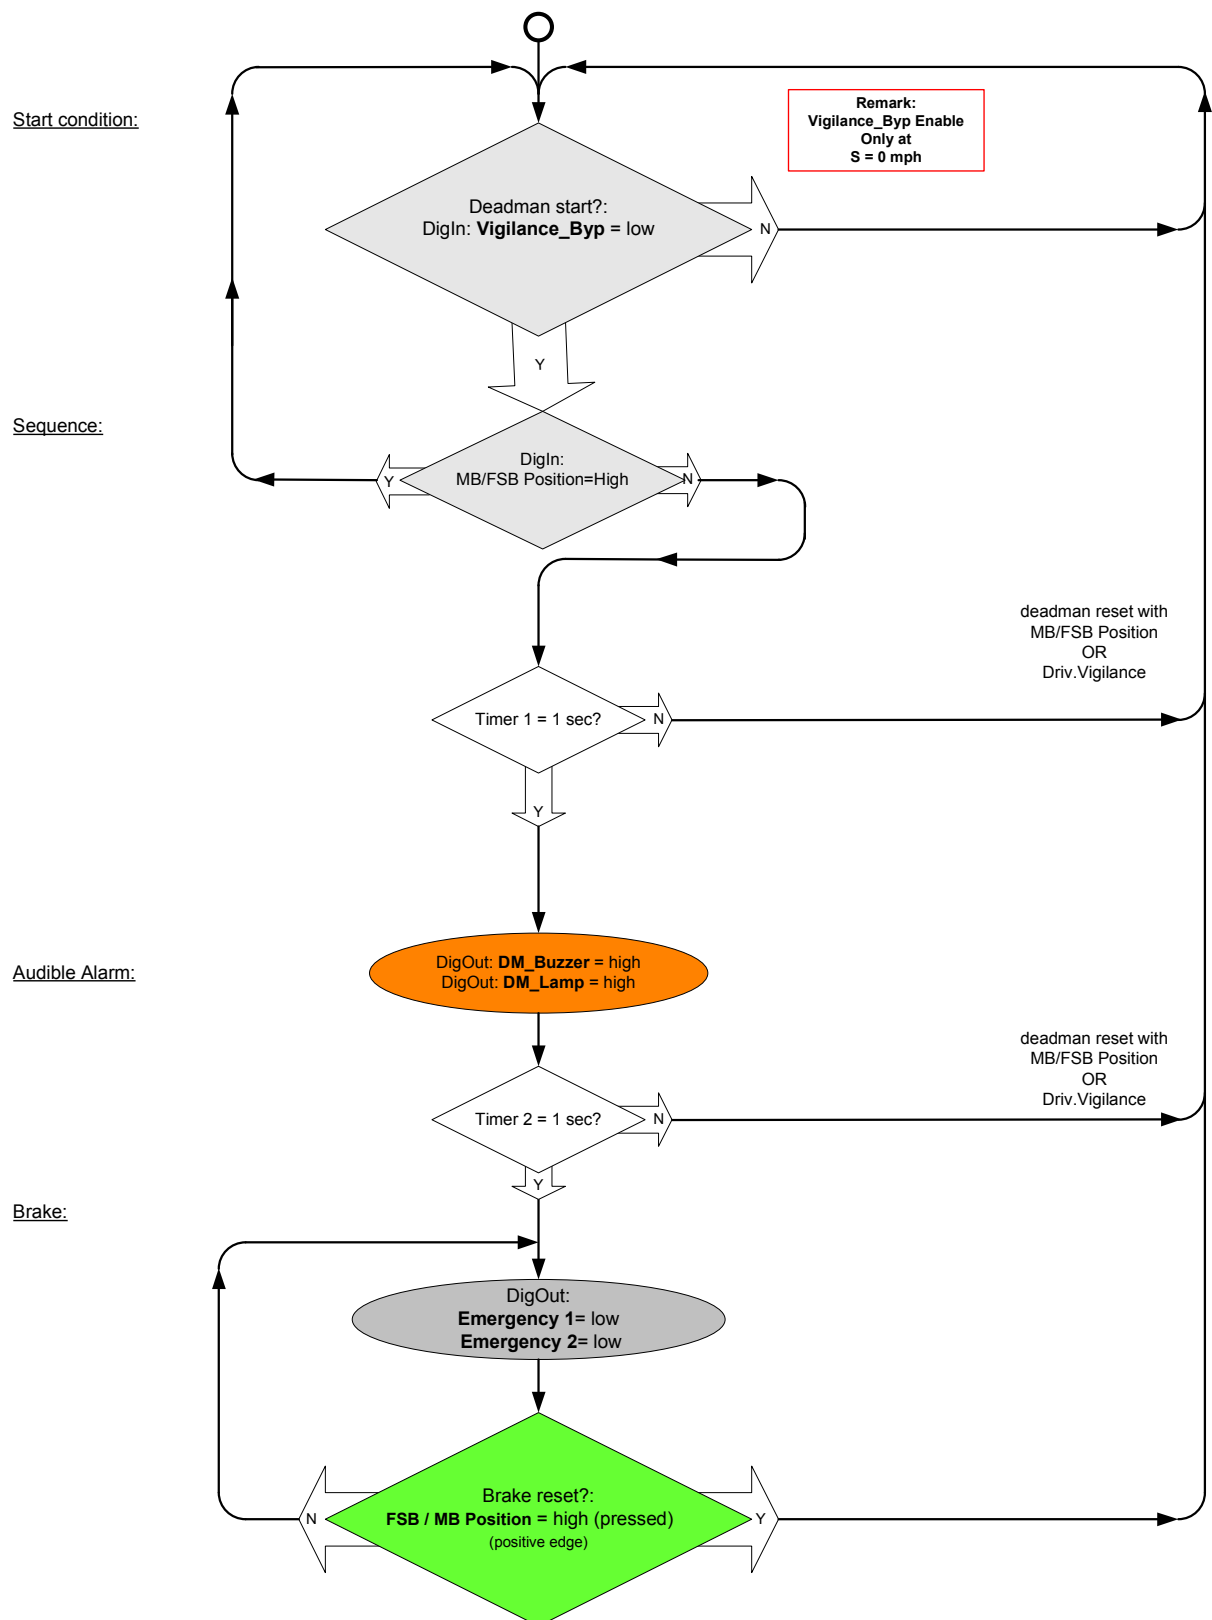 Start condition:
Remark:
Vigilance_Byp Enable
Only at
S = 0 mph
Deadman start?:
DigIn: Vigilance_Byp = low
N
Y
Sequence:
DigIn:
MB/FSB Position=High
Y
N
deadman reset with
MB/FSB Position
OR
Driv.Vigilance
Timer 1 = 1 sec?
N
Y
Audible Alarm:
DigOut: DM_Buzzer = high
DigOut: DM_Lamp = high
deadman reset with
MB/FSB Position
OR
Driv.Vigilance
Timer 2 = 1 sec?
N
Y
Brake:
DigOut:
Emergency 1= low
Emergency 2= low
Brake reset?:
FSB / MB Position = high (pressed)
(positive edge)
N
Y